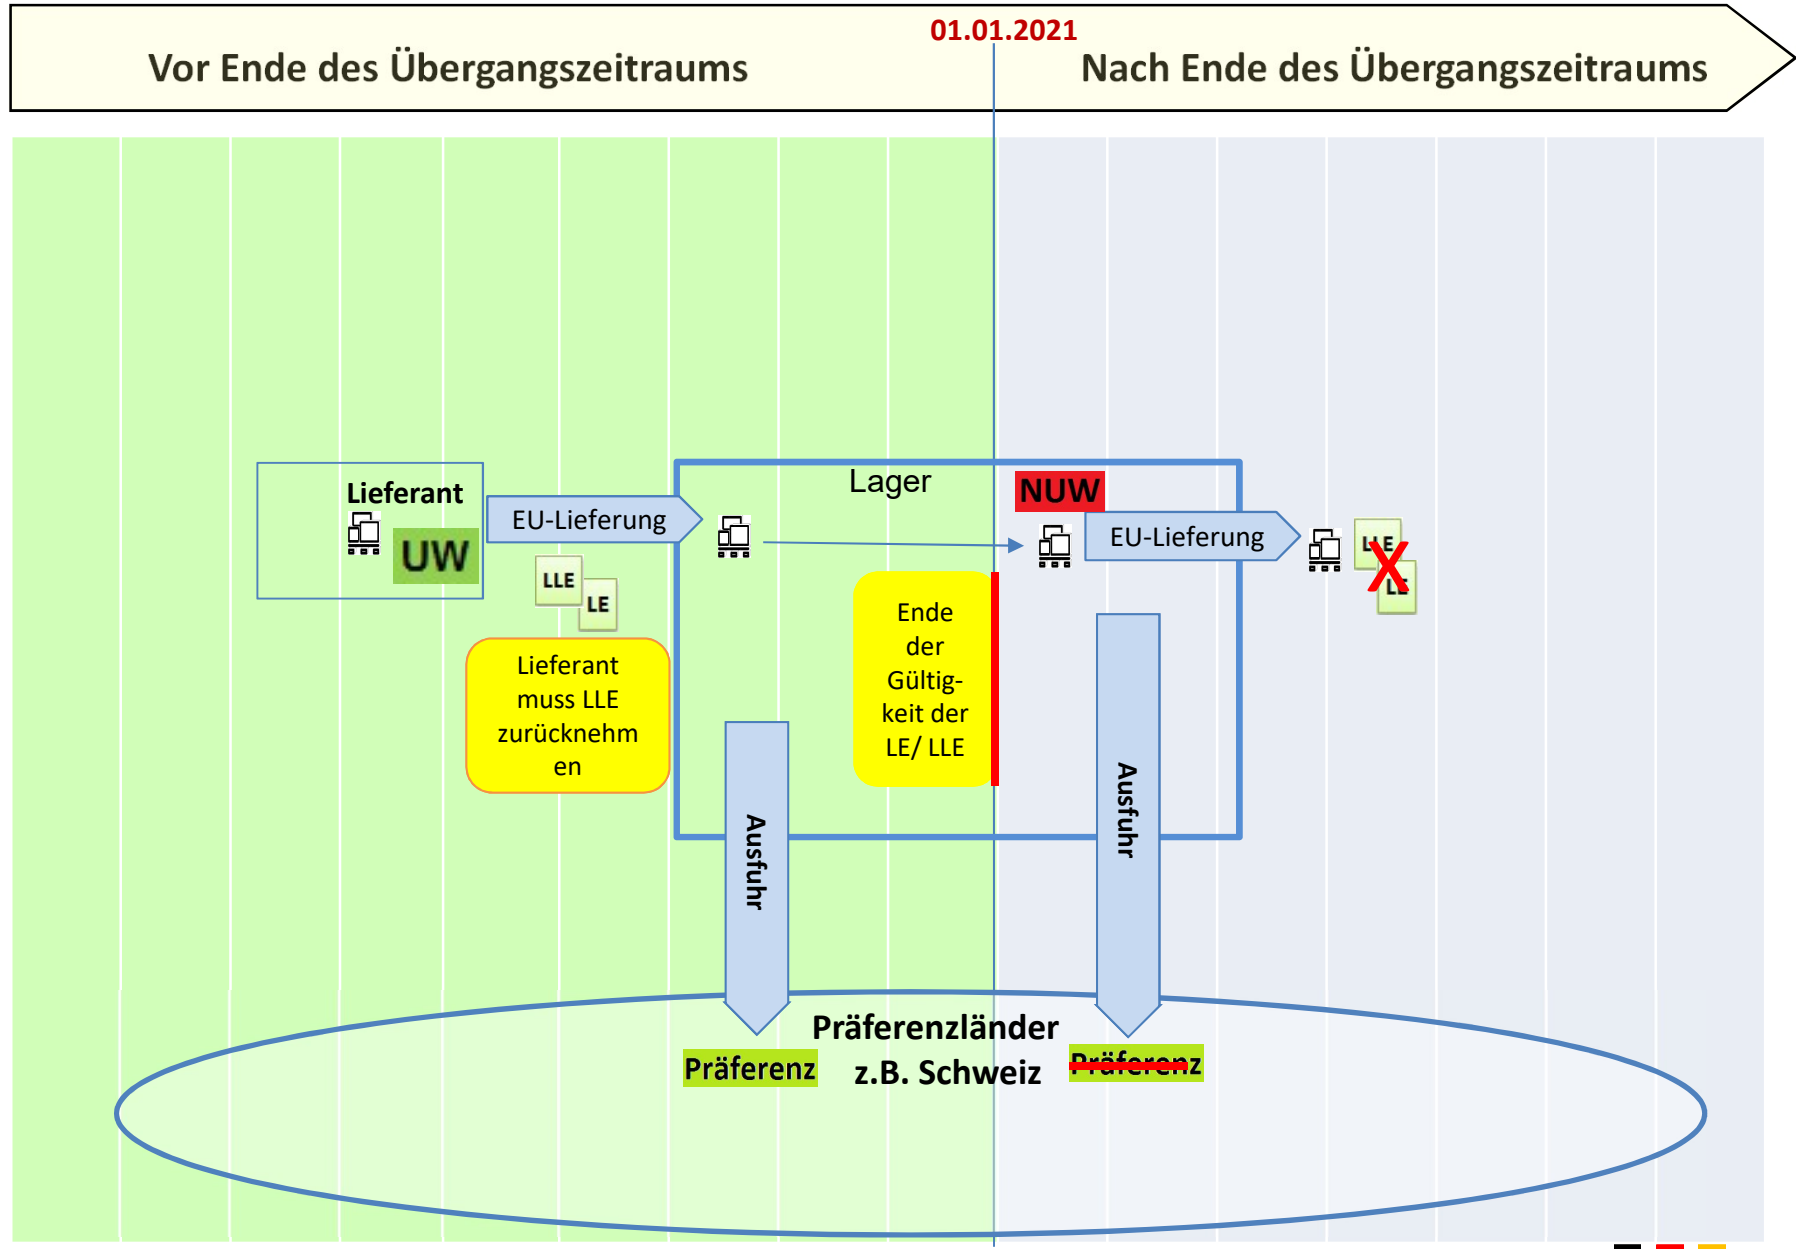 01.01.2021
Vor Ende des Übergangszeitraums
Nach Ende des Übergangszeitraums
Lieferant
UW
EU-Lieferung
LLE
LE
Lieferant
muss LLE
zurücknehm
en
Lager
Ende
der
Gültig-
keit der
LE/ LLE
NUW
EU-Lieferung
LLE
LE
X
Ausfuhr
Ausfuhr
Präferenzländer
z.B. Schweiz
Präferenz
Präferenz